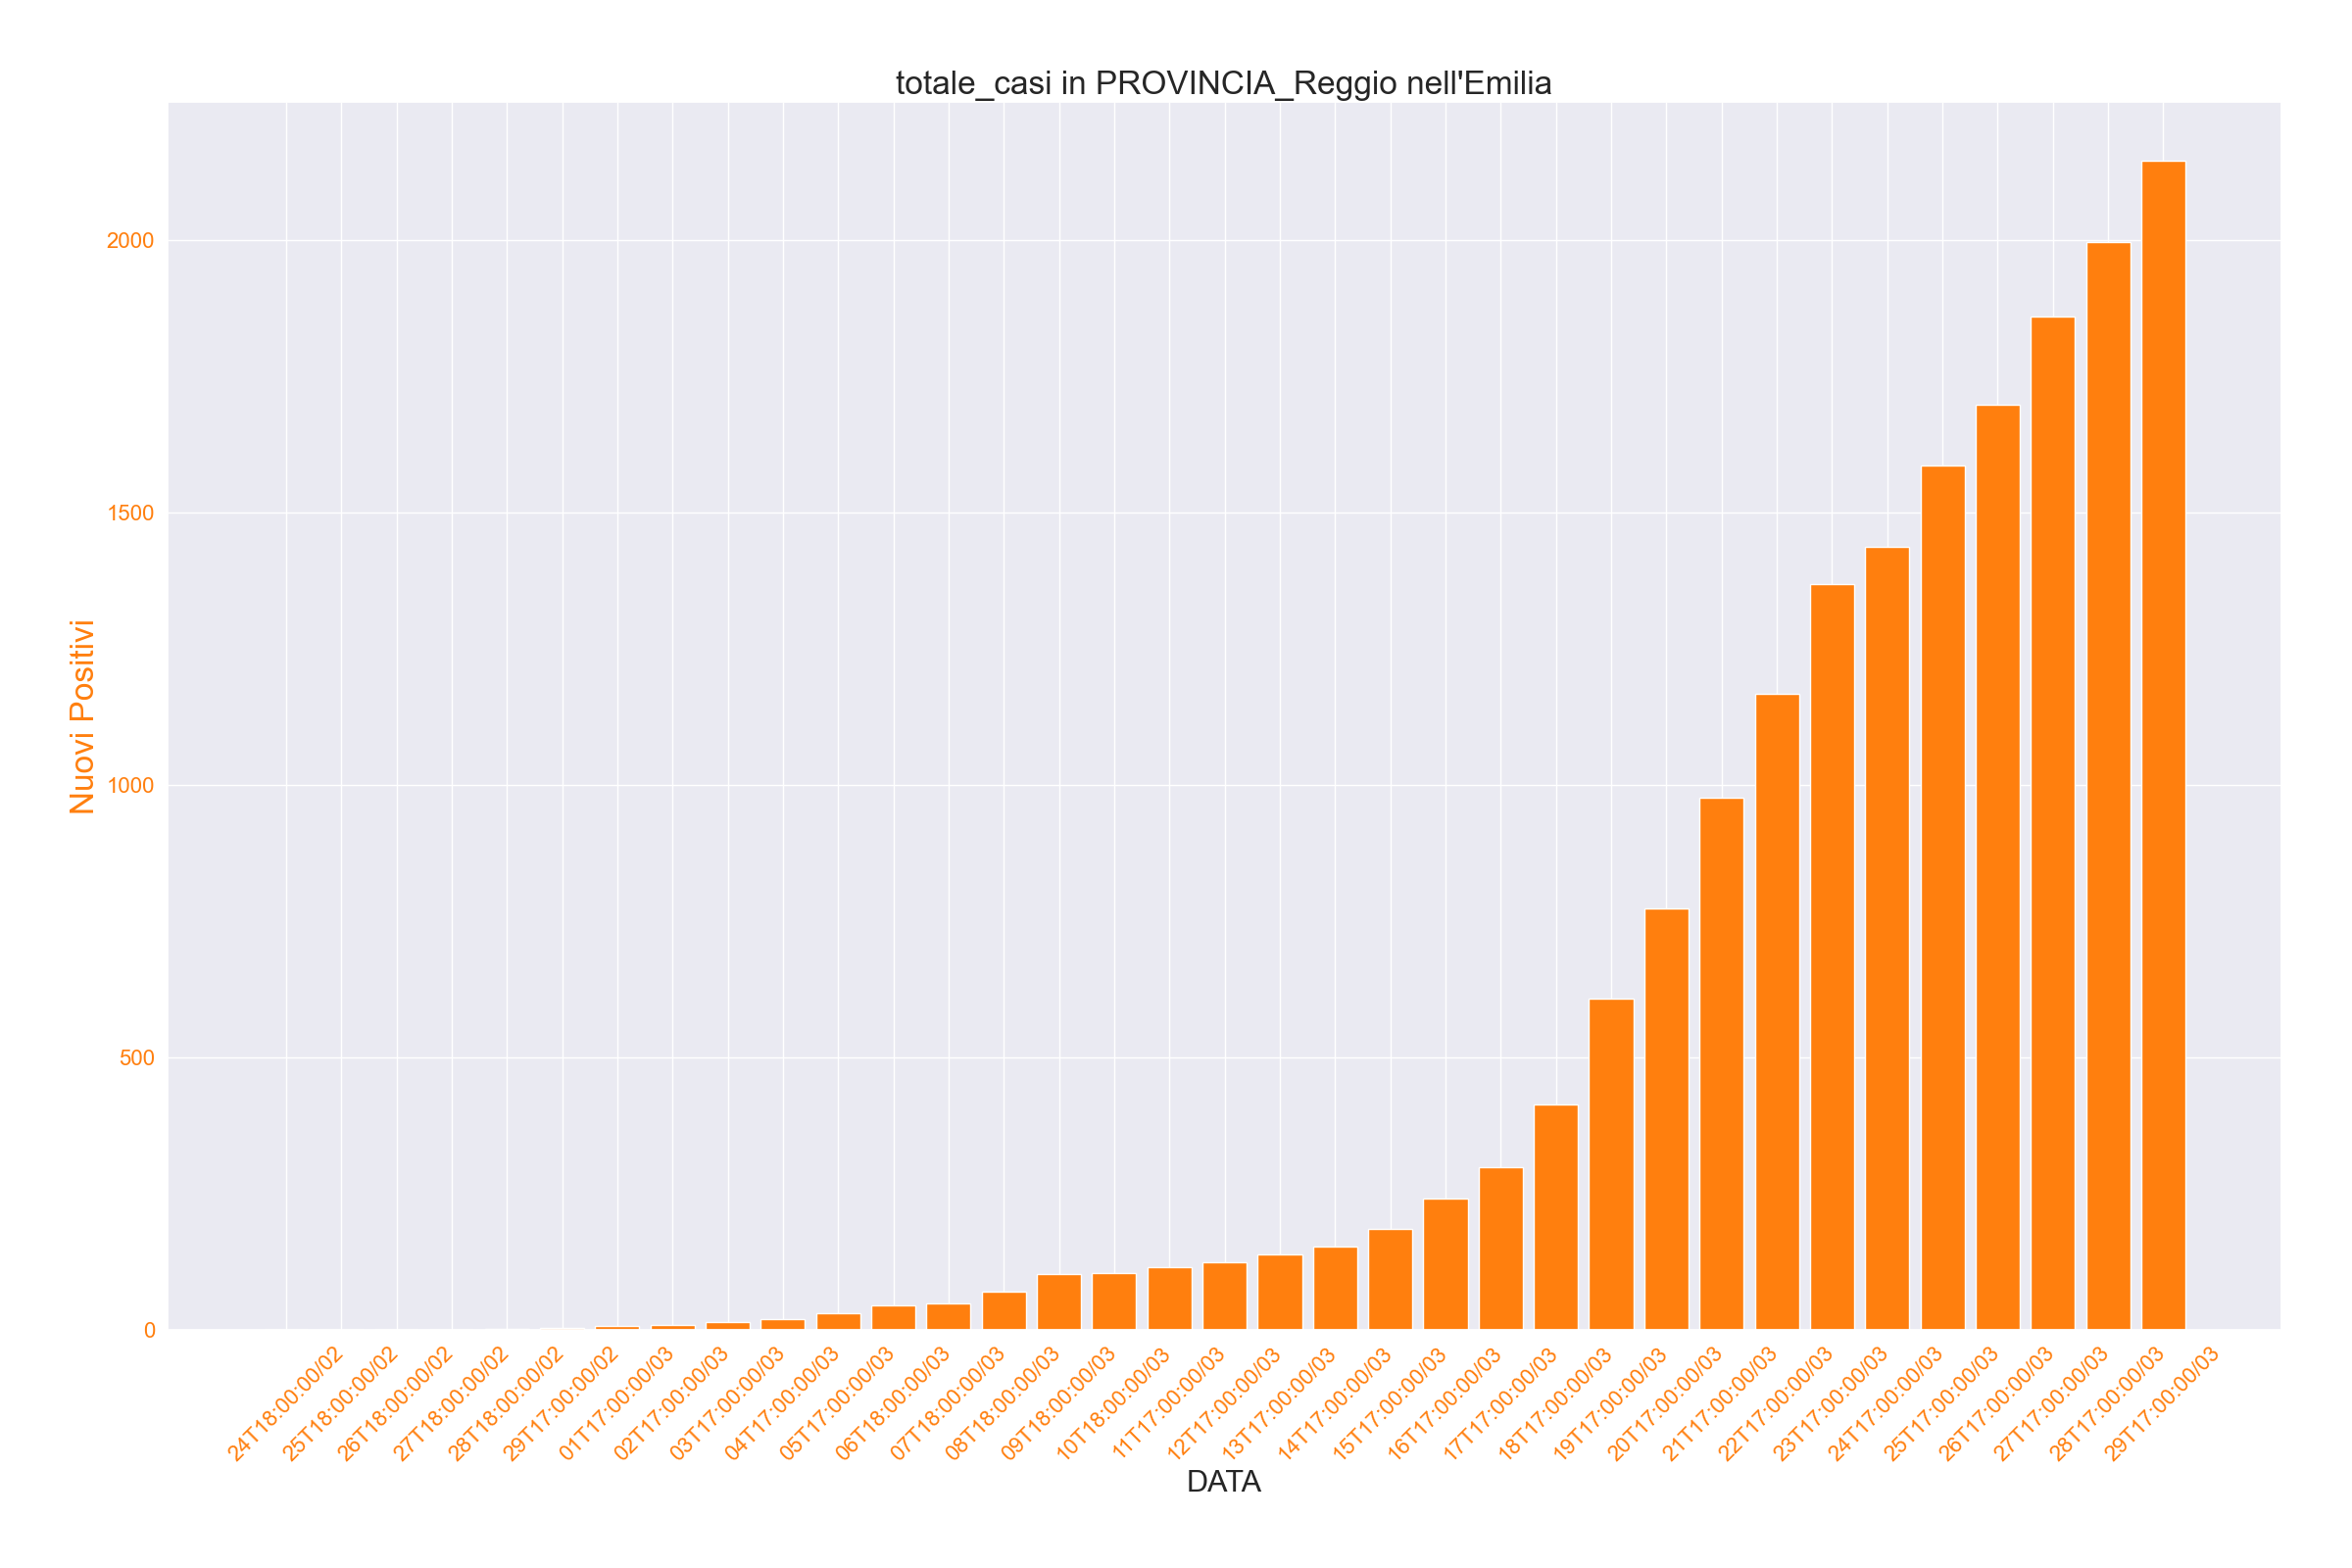 totale_casi in PROVINCIA_Reggio nell'Emilia
Nuovi Positivi
2000
1500
1000
500
0
24T18:00:00/02
25T18:00:00/02
26T18:00:00/02
27T18:00:00/02
28T18:00:00/02
29T17:00:00/02
01T17:00:00/03
02T17:00:00/03
03T17:00:00/03
04T17:00:00/03
05T17:00:00/03
06T18:00:00/03
07T18:00:00/03
08T18:00:00/03
09T18:00:00/03
10T18:00:00/03
11T17:00:00/03
12T17:00:00/03
13T17:00:00/03
14T17:00:00/03
15T17:00:00/03
16T17:00:00/03
17T17:00:00/03
18T17:00:00/03
19T17:00:00/03
20T17:00:00/03
21T17:00:00/03
22T17:00:00/03
23T17:00:00/03
24T17:00:00/03
25T17:00:00/03
26T17:00:00/03
27T17:00:00/03
28T17:00:00/03
29T17:00:00/03
DATA